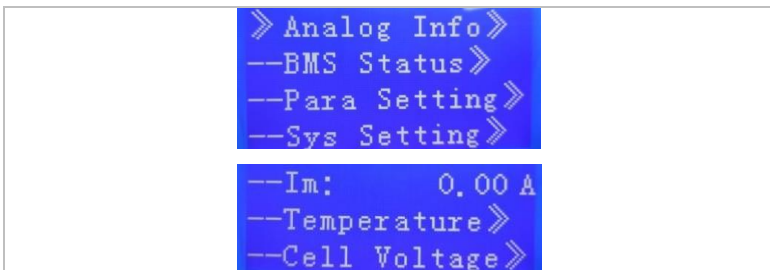 》Analog Info》
--BMS Status》
--Para Setting》
--Sys Setting》
--Im: 0.00 A
--Temperature》
--Cell Voltage》